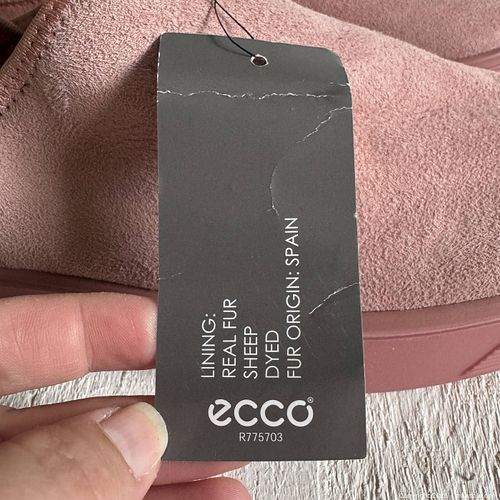 LINING:
REAL FUR
SHEEP
DYED
FUR ORIGIN: SPAIN
ecco®
R775703